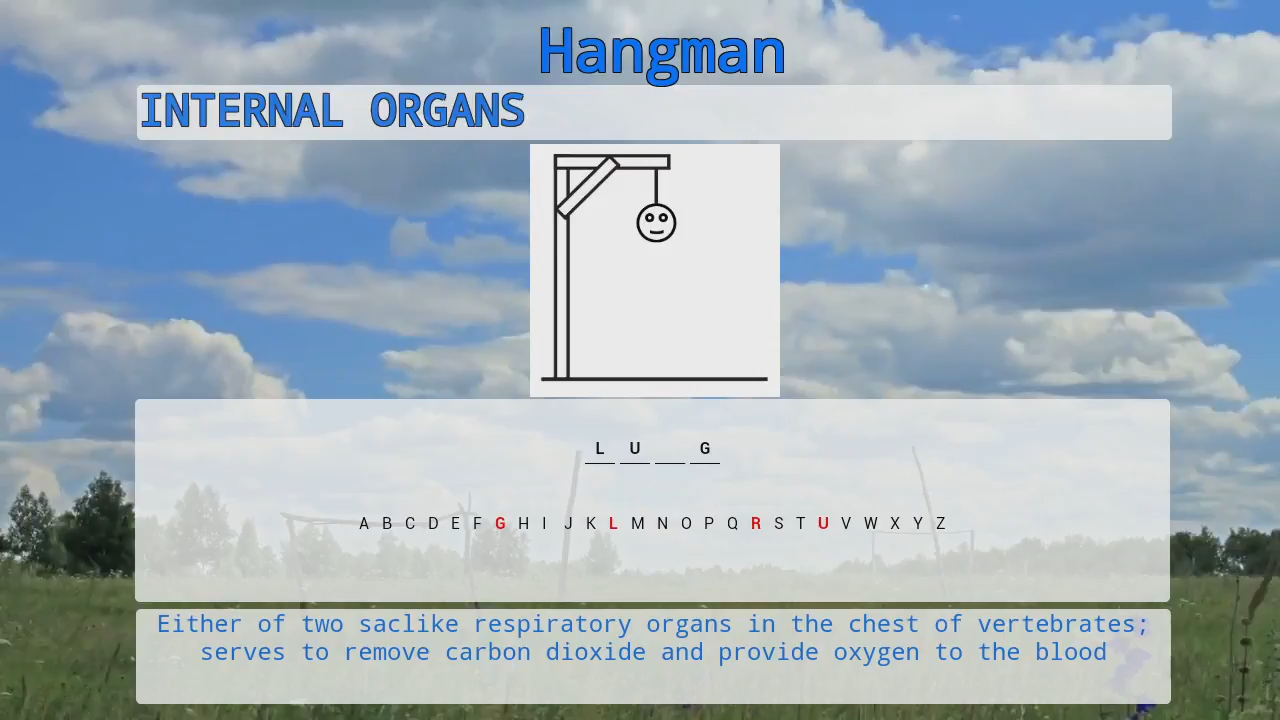 Hangman
INTERNAL ORGANS
L U _ G
A B C D E F G H I J K L M N O P Q R S T U V W X Y Z
Either of two saclike respiratory organs in the chest of vertebrates;
serves to remove carbon dioxide and provide oxygen to the blood